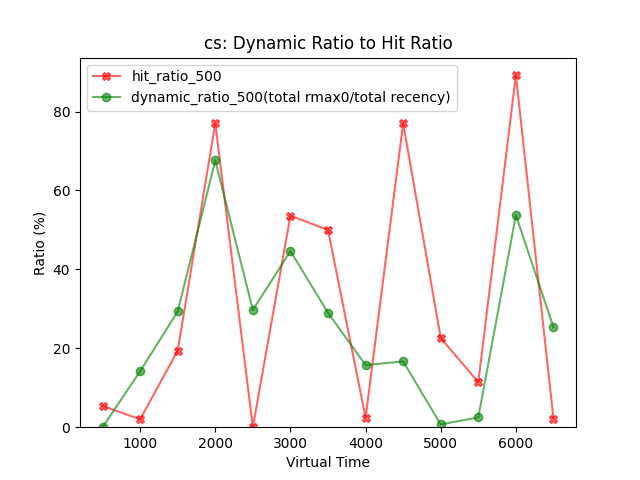 cs: Dynamic Ratio to Hit Ratio
hit_ratio_500
dynamic_ratio_500(total rmax0/total recency)
Ratio (%)
80
60
40
20
0
1000 2000 3000 4000 5000 6000
Virtual Time